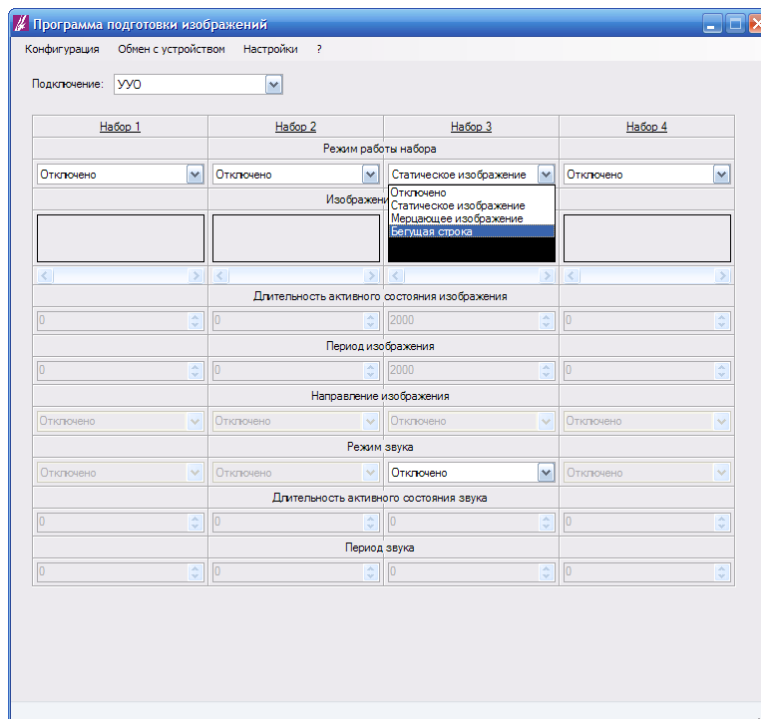 Программа подготовки изображений
Конфигурация Обмен с устройством Настройки ?
Подключение: УУО
Набор 1 Набор 2 Набор 3 Набор 4
Режим работы набора
Отключено Отключено Статическое изображение Отключено
Отключено
Изображени
Статическое изображение
Мерцающее изображение
Бегущая строка
Длительность активного состояния изображения
0 0 2000 0
Период изображения
0 0 2000 0
Направление изображения
Отключено Отключено Отключено Отключено
Режим звука
Отключено Отключено Отключено Отключено
Длительность активного состояния звука
0 0 0 0
Период звука
0 0 0 0